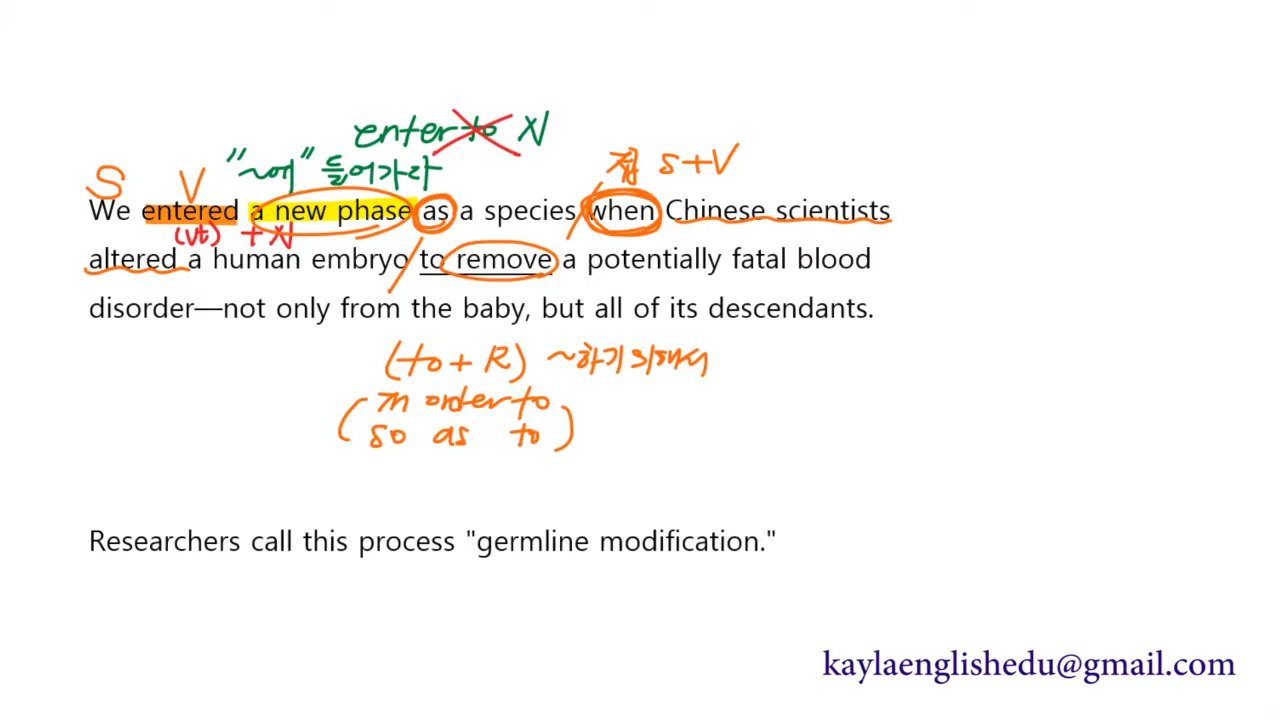 enter to N
"~에" 들어가다
접 S+V
S V
We entered a new phase as a species when Chinese scientists
(vt) + N
altered a human embryo to remove a potentially fatal blood
disorder—not only from the baby, but all of its descendants.
(to + R) ~하기 위해서
in order to
so as to
Researchers call this process "germline modification."
kaylaenglishedu@gmail.com